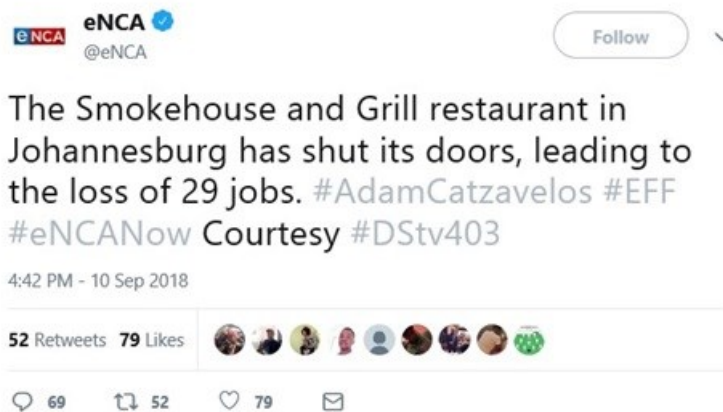 eNCA
eNCA
@eNCA
Follow
The Smokehouse and Grill restaurant in
Johannesburg has shut its doors, leading to
the loss of 29 jobs. #AdamCatzavelos #EFF
#eNCANow Courtesy #DStv403
4:42 PM - 10 Sep 2018
52 Retweets 79 Likes
69 52 79